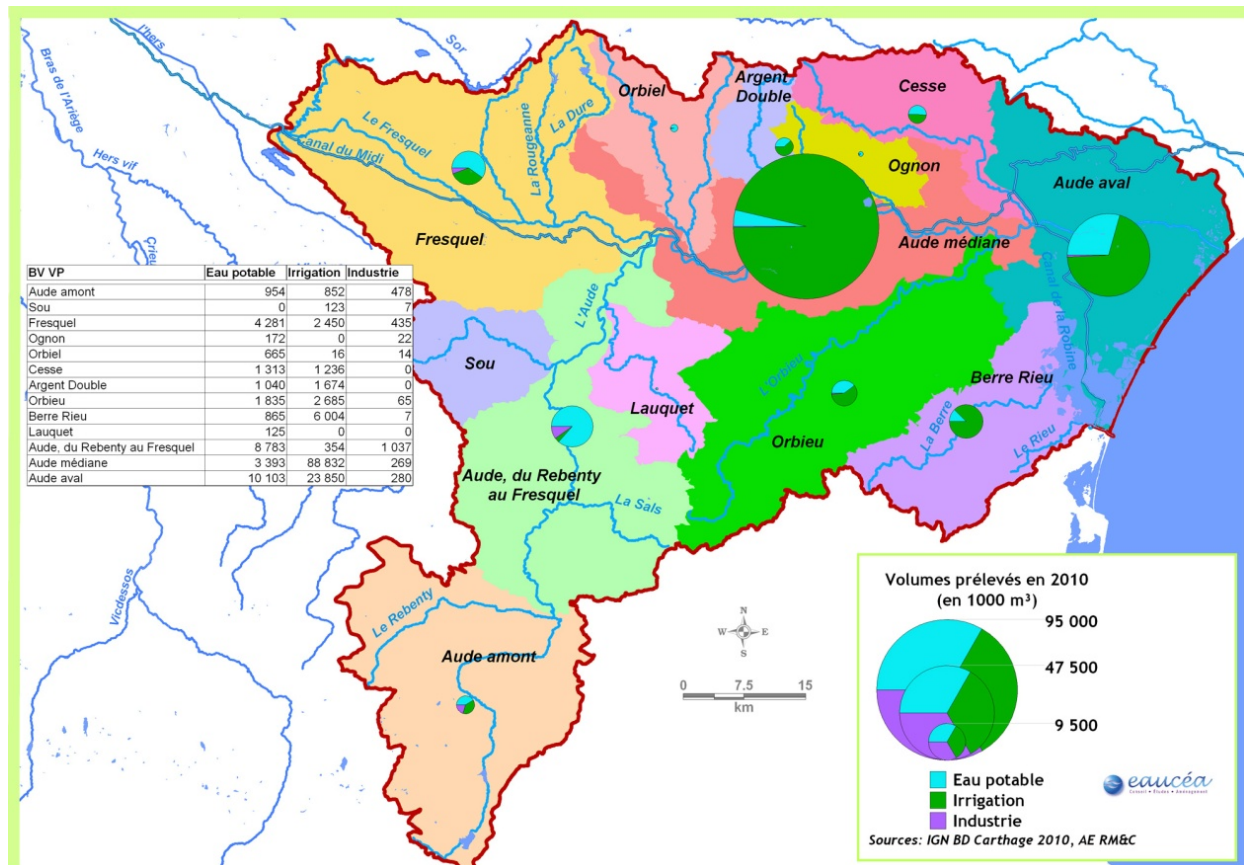 l'hers
Bras de l'Ariège
Sor
Hers vif
Vicdessos
Le Fresquel
Canal du Midi
La Rougeanne
La Dure
Orbiel
Argent
Double
Cesse
Ognon
Aude aval
Fresquel
Aude médiane
L'Aude
Canal de la Robine
Sou
Lauquet
L'Orbieu
Orbieu
Berre Rieu
La Berre
Le Rieu
Aude, du Rebenty
au Fresquel
La Sals
Le Rebenty
Aude amont
BV VP Eau potable Irrigation Industrie
Aude amont 954 852 478
Sou 0 123 7
Fresquel 4 281 2 450 435
Ognon 172 0 22
Orbiel 665 16 14
Cesse 1 313 1 236 0
Argent Double 1 040 1 674 0
Orbieu 1 835 2 685 65
Berre Rieu 865 6 004 7
Lauquet 125 0 0
Aude, du Rebenty au Fresquel 8 783 354 1 037
Aude médiane 3 393 88 832 269
Aude aval 10 103 23 850 280
N
W E
S
0 7.5 15
km
Volumes prélevés en 2010
(en 1000 m³)
95 000
47 500
9 500
Eau potable
Irrigation
Industrie
eaucéa
Conseil • Études • Aménagement
Sources: IGN BD Carthage 2010, AE RM&C